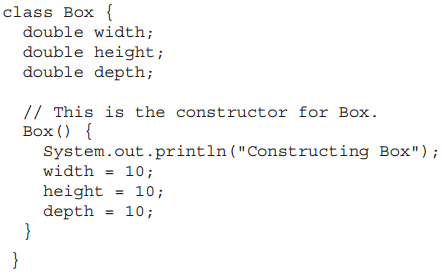 class Box {
  double width;
  double height;
  double depth;

  // This is the constructor for Box.
  Box() {
    System.out.println("Constructing Box");
    width = 10;
    height = 10;
    depth = 10;
  }
}